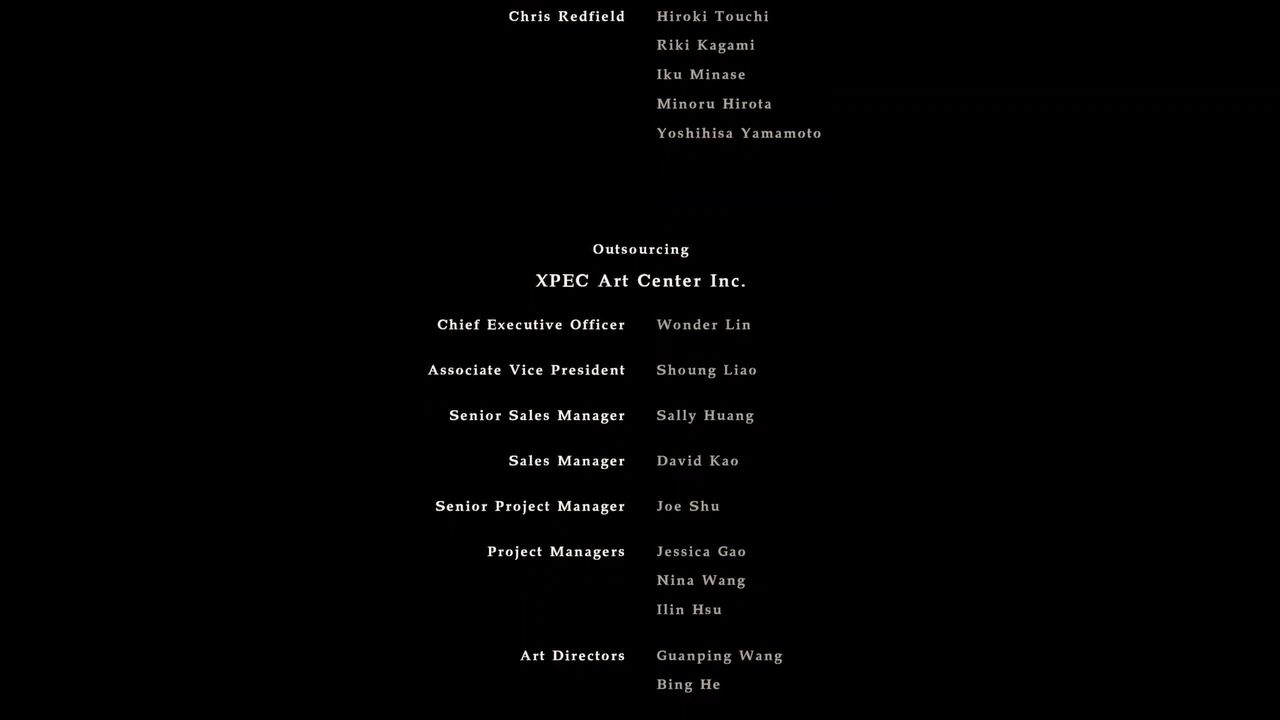 Chris Redfield Hiroki Touchi
Riki Kagami
Iku Minase
Minoru Hirota
Yoshihisa Yamamoto
Outsourcing
XPEC Art Center Inc.
Chief Executive Officer Wonder Lin
Associate Vice President Shoung Liao
Senior Sales Manager Sally Huang
Sales Manager David Kao
Senior Project Manager Joe Shu
Project Managers Jessica Gao
Nina Wang
Ilin Hsu
Art Directors Guanping Wang
Bing He